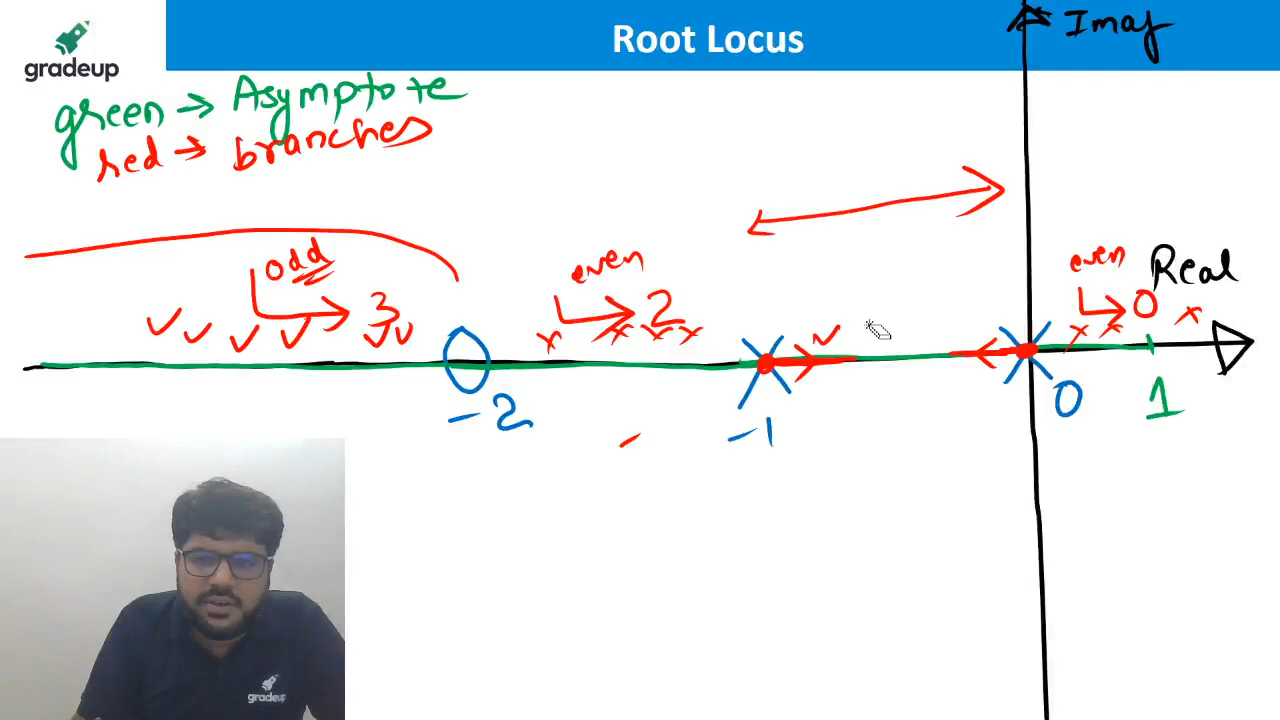 Root Locus
Imag
gradeup
green → Asymptote
red → branches
odd
3
even
2
even
0
Real
-2
-1
0
1
gradeup